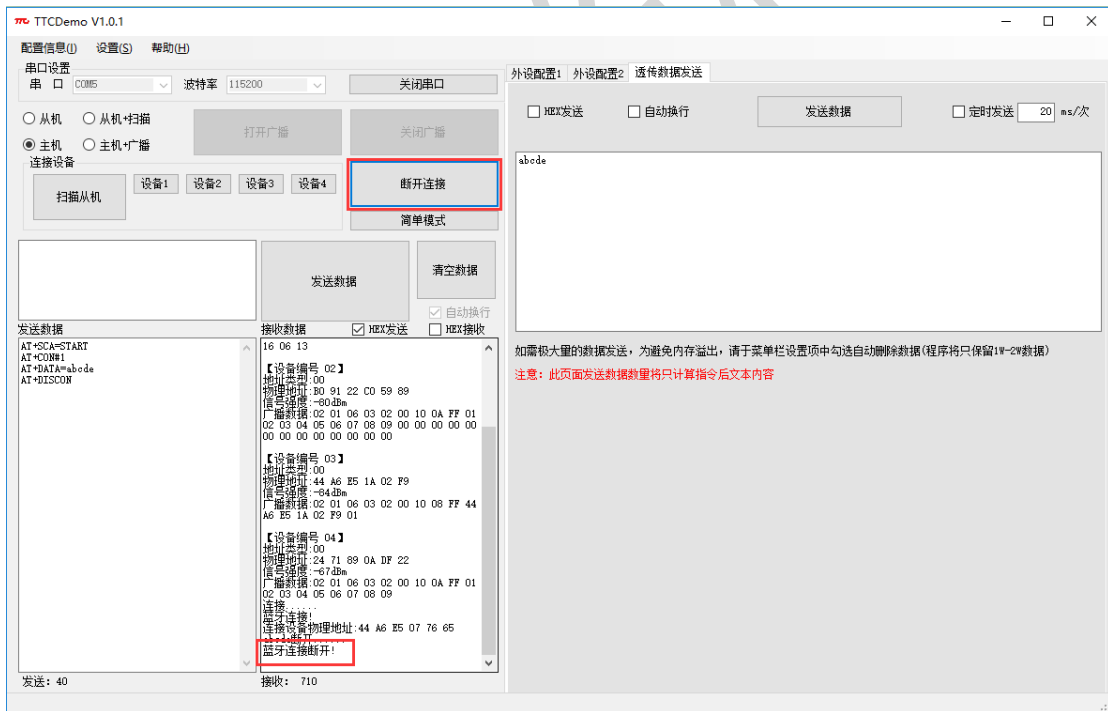 TTCDemo V1.0.1
配置信息(I) 设置(S) 帮助(H)
串口设置
串 口 COM5 波特率 115200 关闭串口
从机 从机+扫描
主机 主机+广播
打开广播 关闭广播
连接设备
扫描从机 设备1 设备2 设备3 设备4
断开连接
简单模式
发送数据 清空数据
自动换行
发送数据 接收数据 HEX发送 HEX接收
AT+SCA=START
AT+CON#1
AT+DATA=abcde
AT+DISCON
16 06 13
【设备编号 02】
地址类型:00
物理地址:B0 91 22 C0 59 89
信号强度:-80dBm
广播数据:02 01 06 03 02 00 10 0A FF 01
02 03 04 05 06 07 08 09 00 00 00 00 00
00 00 00 00 00 00 00 00
【设备编号 03】
地址类型:00
物理地址:44 A6 E5 1A 02 F9
信号强度:-84dBm
广播数据:02 01 06 03 02 00 10 08 FF 44
A6 E5 1A 02 F9 01
【设备编号 04】
地址类型:00
物理地址:24 71 89 0A DF 22
信号强度:-67dBm
广播数据:02 01 06 03 02 00 10 0A FF 01
02 03 04 05 06 07 08 09
连接......
蓝牙连接!
连接设备物理地址:44 A6 E5 07 76 65
abcde断开......
蓝牙连接断开!
发送: 40 接收: 710
外设配置1 外设配置2 透传数据发送
HEX发送 自动换行 发送数据 定时发送 20 ms/次
abcde
如需极大量的数据发送,为避免内存溢出,请于菜单栏设置项中勾选自动删除数据(程序将只保留1W-2W数据)
注意: 此页面发送数据数量将只计算指令后文本内容